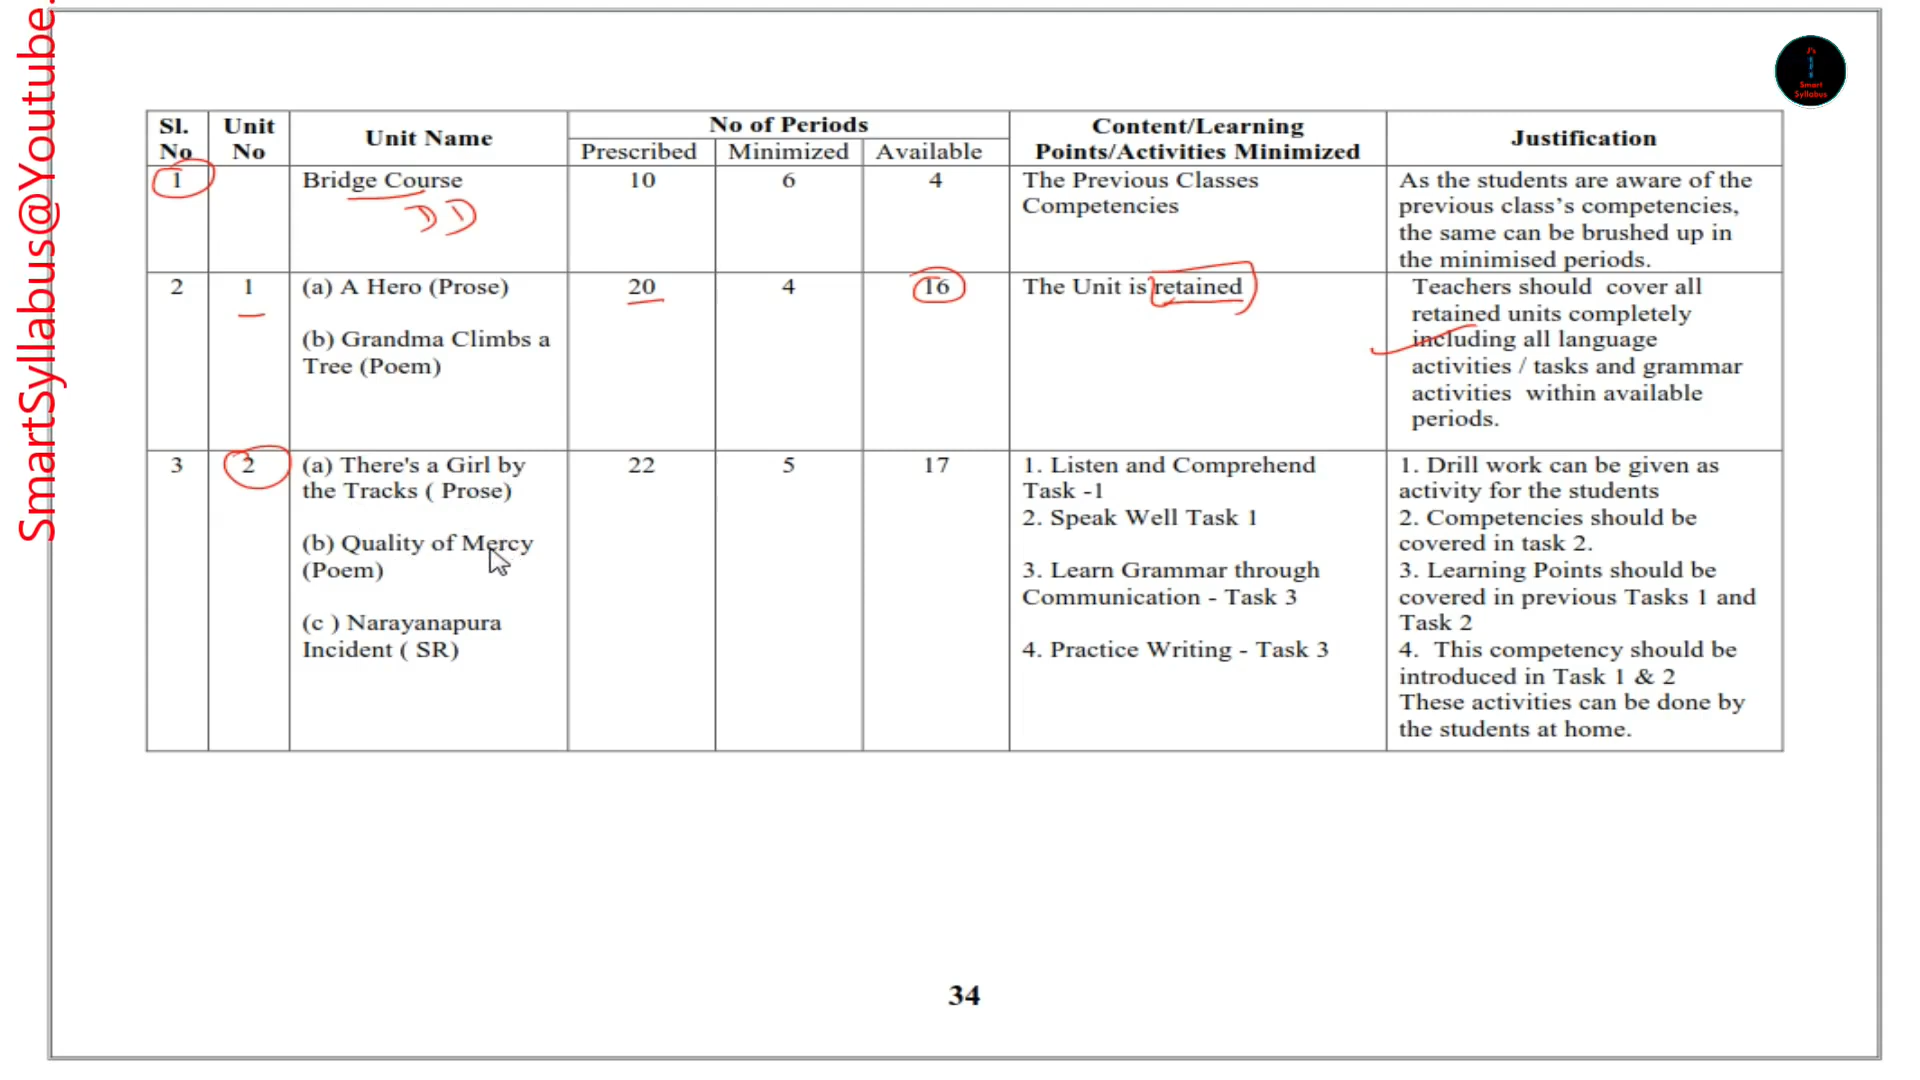 SmartSyllabus@Youtube.
J's
Smart
Syllabus
Sl. No
Unit No
Unit Name
No of Periods
Prescribed
Minimized
Available
Content/Learning
Points/Activities Minimized
Justification
1
Bridge Course
10
6
4
The Previous Classes
Competencies
As the students are aware of the
previous class's competencies,
the same can be brushed up in
the minimised periods.
2
1
(a) A Hero (Prose)
(b) Grandma Climbs a
Tree (Poem)
20
4
16
The Unit is retained
Teachers should cover all
retained units completely
including all language
activities / tasks and grammar
activities within available
periods.
3
2
(a) There's a Girl by
the Tracks ( Prose)
(b) Quality of Mercy
(Poem)
(c ) Narayanapura
Incident ( SR)
22
5
17
1. Listen and Comprehend
Task -1
2. Speak Well Task 1
3. Learn Grammar through
Communication - Task 3
4. Practice Writing - Task 3
1. Drill work can be given as
activity for the students
2. Competencies should be
covered in task 2.
3. Learning Points should be
covered in previous Tasks 1 and
Task 2
4. This competency should be
introduced in Task 1 & 2
These activities can be done by
the students at home.
34